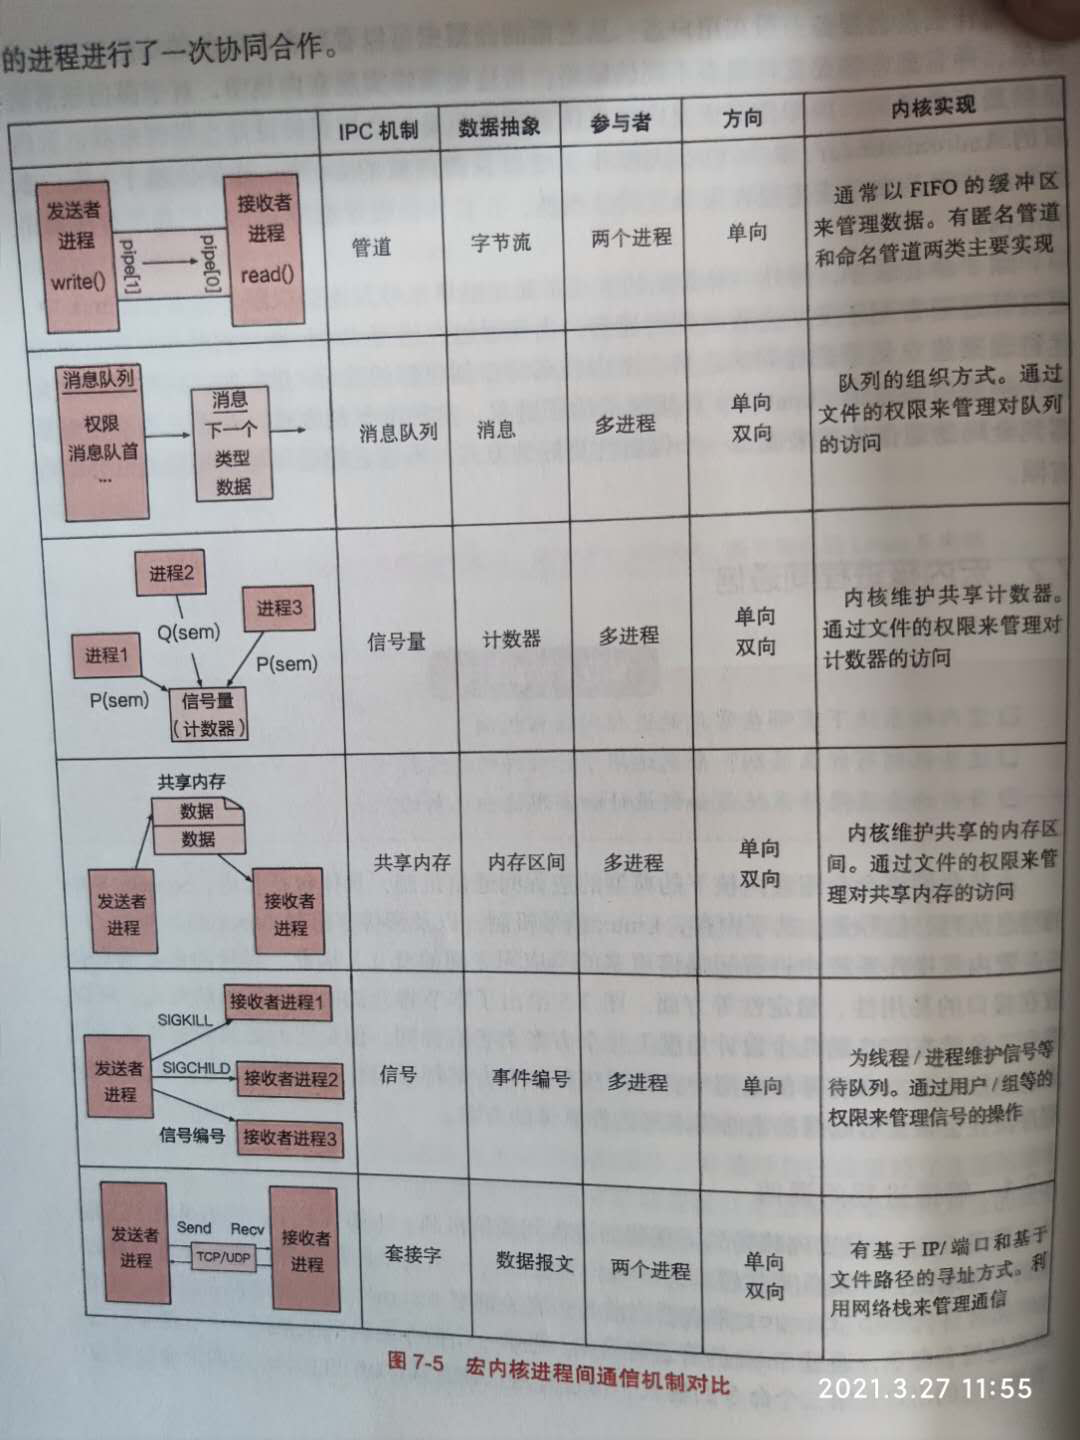 的进程进行了一次协同合作。
IPC 机制 数据抽象 参与者 方向 内核实现
发送者
进程
write()
pipe[1]
pipe[0]
接收者
进程
read()
管道
字节流
两个进程
单向
通常以 FIFO 的缓冲区
来管理数据。有匿名管道
和命名管道两类主要实现
消息队列
权限
消息队首
...
消息
下一个
类型
数据
消息队列
消息
多进程
单向
双向
队列的组织方式。通过
文件的权限来管理对队列
的访问
进程2
进程3
Q(sem)
进程1
P(sem)
P(sem)
信号量
（计数器）
信号量
计数器
多进程
单向
双向
内核维护共享计数器。
通过文件的权限来管理对
计数器的访问
共享内存
数据
数据
发送者
进程
接收者
进程
共享内存
内存区间
多进程
单向
双向
内核维护共享的内存区
间。通过文件的权限来管
理对共享内存的访问
接收者进程1
SIGKILL
发送者
进程
SIGCHILD
接收者进程2
信号编号
接收者进程3
信号
事件编号
多进程
单向
为线程 / 进程维护信号等
待队列。通过用户 / 组等的
权限来管理信号的操作
发送者
进程
Send Recv
TCP/UDP
接收者
进程
套接字
数据报文
两个进程
单向
双向
有基于 IP/ 端口和基于
文件路径的寻址方式。利
用网络栈来管理通信
图 7-5 宏内核进程间通信机制对比
2021.3.27 11:55